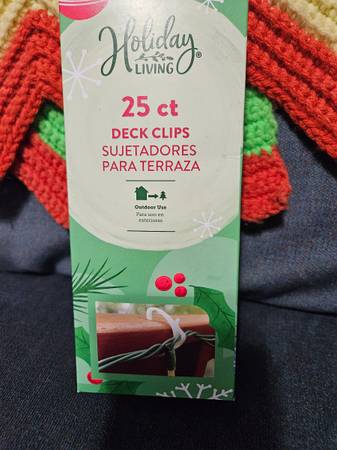 Holiday
LIVING®
25 ct
DECK CLIPS
SUJETADORES
PARA TERRAZA
Outdoor Use
Para uso en
exteriores